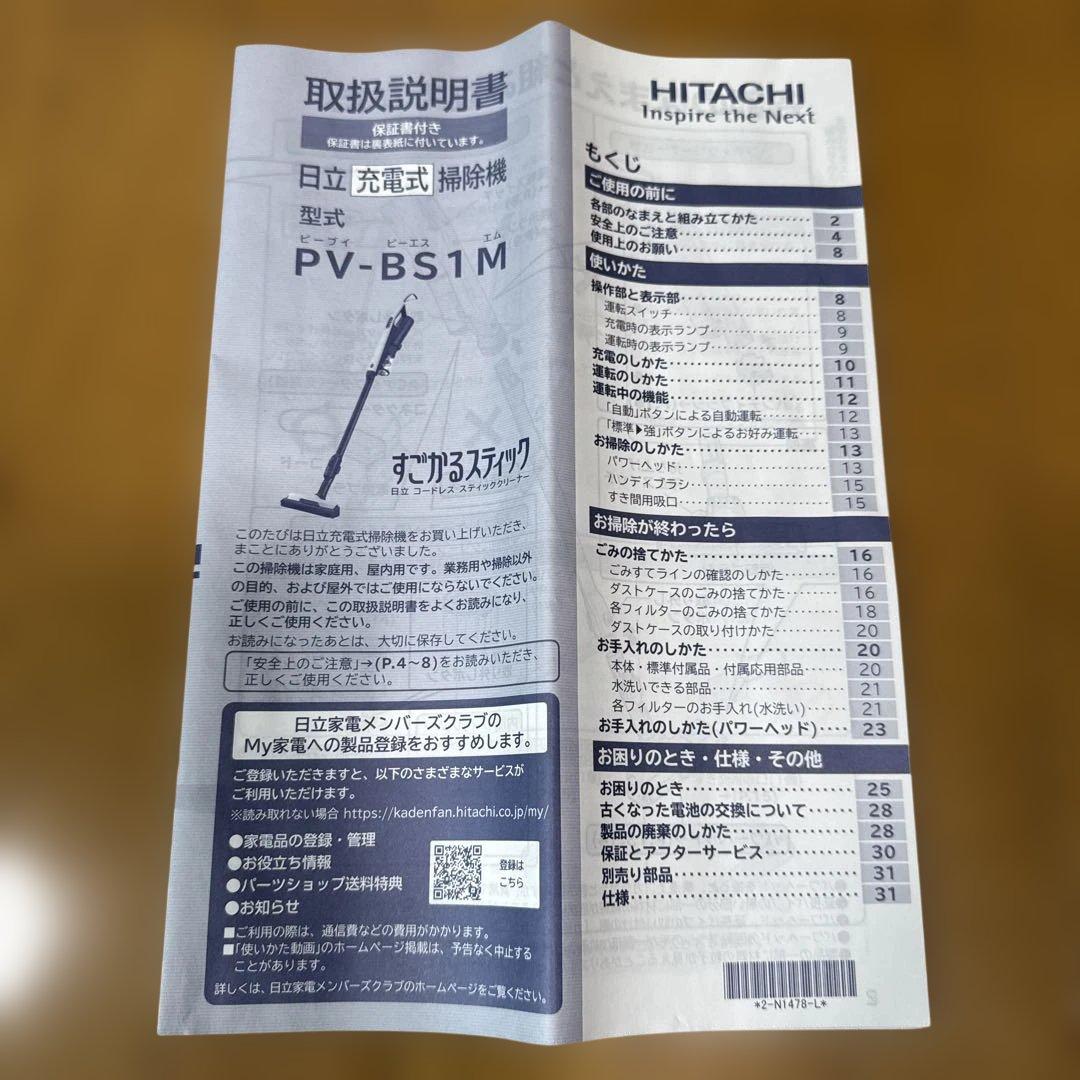 取扱説明書
保証書付き
保証書は裏表紙に付いています。
日立 充電式 掃除機
型式
ピーブイ ビーエス エム
PV-BS1M
すごかるスティック
日立 コードレス スティッククリーナー
このたびは日立充電式掃除機をお買い上げいただき、
まことにありがとうございました。
この掃除機は家庭用、屋内用です。業務用や掃除以外
の目的、および屋外ではご使用にならないでください。
ご使用の前に、この取扱説明書をよくお読みになり、
正しくご使用ください。
お読みになったあとは、大切に保存してください。
「安全上のご注意」→(P.4~8)をお読みいただき、
正しくご使用ください。
日立家電メンバーズクラブの
My家電への製品登録をおすすめします。
ご登録いただきますと、以下のさまざまなサービスが
ご利用いただけます。
※読み取れない場合 https://kadenfan.hitachi.co.jp/my/
●家電品の登録・管理
●お役立ち情報
●パーツショップ送料特典
●お知らせ
登録は
こちら
■ご利用の際は、通信費などの費用がかかります。
■「使いかた動画」のホームページ掲載は、予告なく中止する
ことがあります。
詳しくは、日立家電メンバーズクラブのホームページをご覧ください。
HITACHI
Inspire the Next
もくじ
ご使用の前に
各部のなまえと組み立てかた 2
安全上のご注意 4
使用上のお願い 8
使いかた
操作部と表示部 8
運転スイッチ 8
充電時の表示ランプ 9
運転時の表示ランプ 9
充電のしかた 10
運転のしかた 11
運転中の機能 12
「自動」ボタンによる自動運転 12
「標準▶強」ボタンによるお好み運転 13
お掃除のしかた 13
パワーヘッド 13
ハンディブラシ 15
すき間用吸口 15
お掃除が終わったら
ごみの捨てかた 16
ごみすてラインの確認のしかた 16
ダストケースのごみの捨てかた 16
各フィルターのごみの捨てかた 18
ダストケースの取り付けかた 20
お手入れのしかた 20
本体・標準付属品・付属応用部品 20
水洗いできる部品 21
各フィルターのお手入れ(水洗い) 21
お手入れのしかた(パワーヘッド) 23
お困りのとき・仕様・その他
お困りのとき 25
古くなった電池の交換について 28
製品の廃棄のしかた 28
保証とアフターサービス 30
別売り部品 31
仕様 31
*2-N1478-L*